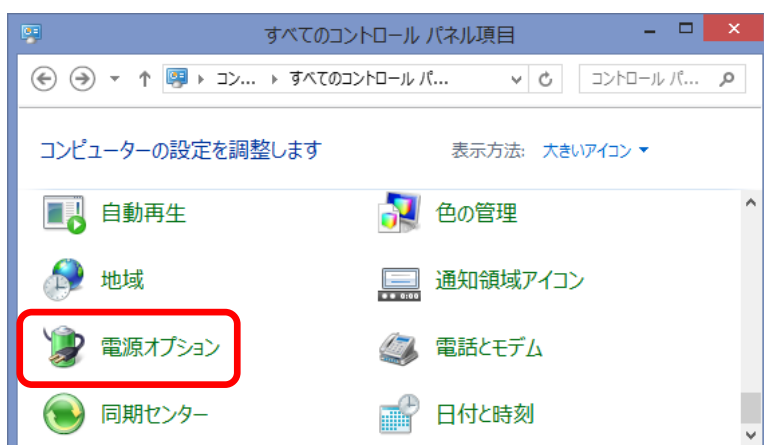 すべてのコントロール パネル項目
コン... すべてのコントロール パ... コントロール パ...
コンピューターの設定を調整します 表示方法: 大きいアイコン
自動再生 色の管理
地域 通知領域アイコン
電源オプション 電話とモデム
同期センター 日付と時刻